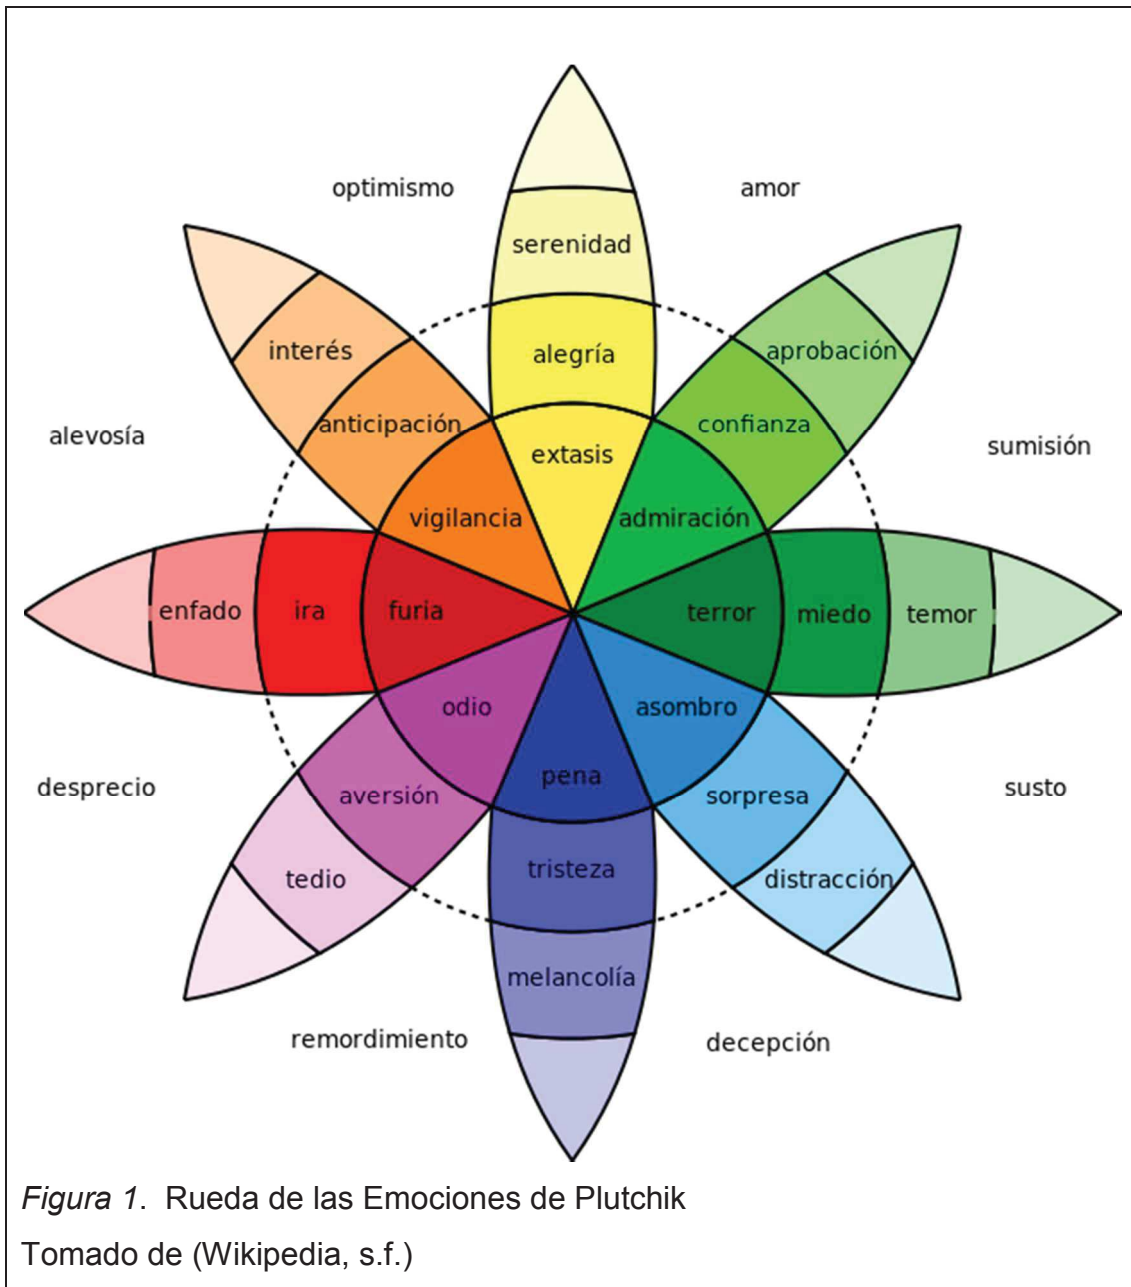 optimismo
amor
serenidad
interés
alegría
aprobación
anticipación
confianza
alevosía
sumisión
extasis
vigilancia
admiración
enfado
ira
furia
terror
miedo
temor
odio
asombro
pena
desprecio
aversión
sorpresa
susto
tedio
tristeza
distracción
melancolía
remordimiento
decepción
Figura 1. Rueda de las Emociones de Plutchik
Tomado de (Wikipedia, s.f.)